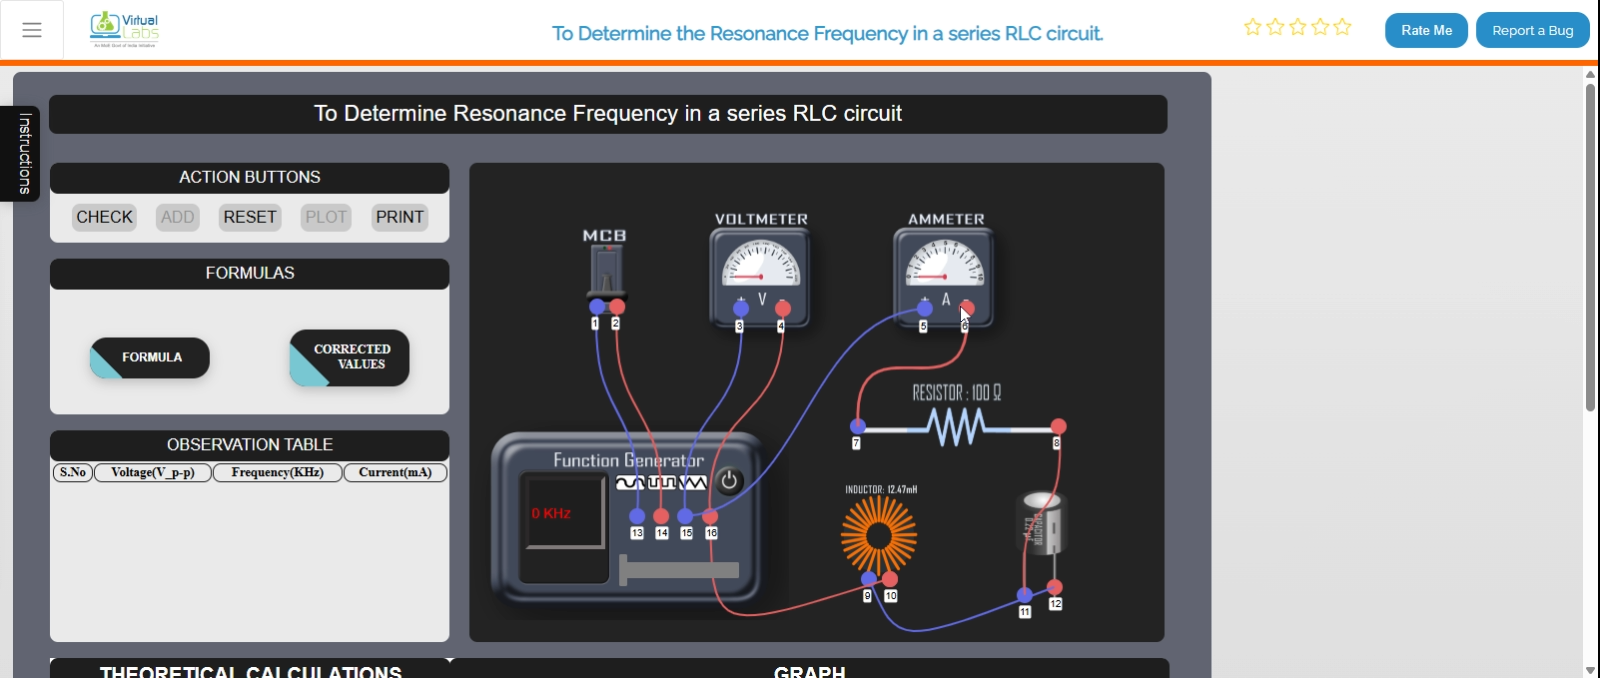 Virtual
Labs
An MoE Govt of India Initiative
To Determine the Resonance Frequency in a series RLC circuit.
Rate Me
Report a Bug
Instructions
To Determine Resonance Frequency in a series RLC circuit
ACTION BUTTONS
CHECK ADD RESET PLOT PRINT
FORMULAS
FORMULA
CORRECTED
VALUES
OBSERVATION TABLE
S.No Voltage(V_p-p) Frequency(KHz) Current(mA)
MCB
1 2
VOLTMETER
+ V -
3 4
AMMETER
+ A -
5 6
RESISTOR : 100 Ω
7 8
Function Generator
0 KHz
13 14 15 16
INDUCTOR: 12.47mH
9 10
CAPACITOR
11 12
THEORETICAL CALCULATIONS
GRAPH